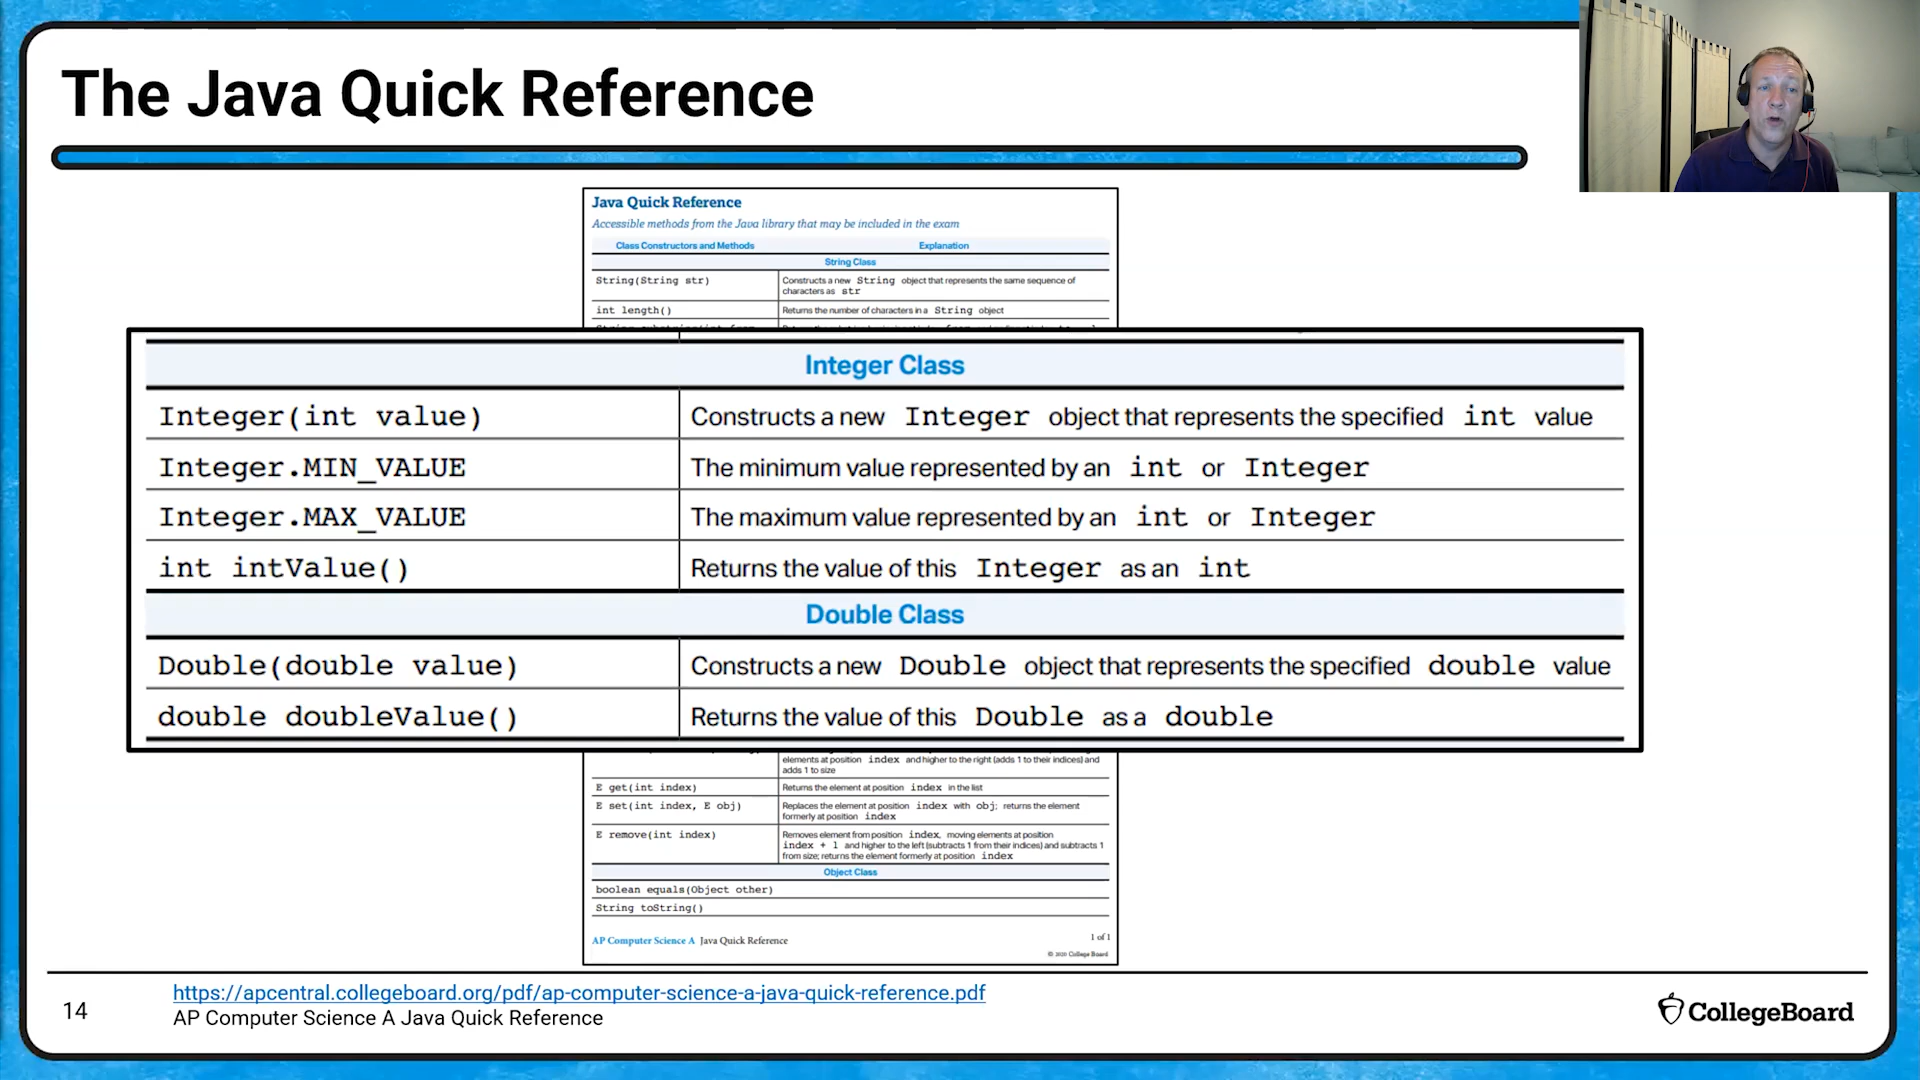 The Java Quick Reference
Java Quick Reference
Accessible methods from the Java library that may be included in the exam
Class Constructors and Methods Explanation
String Class
String(String str) Constructs a new String object that represents the same sequence of
characters as str
int length() Returns the number of characters in a String object
Integer Class
Integer(int value) Constructs a new Integer object that represents the specified int value
Integer.MIN_VALUE The minimum value represented by an int or Integer
Integer.MAX_VALUE The maximum value represented by an int or Integer
int intValue() Returns the value of this Integer as an int
Double Class
Double(double value) Constructs a new Double object that represents the specified double value
double doubleValue() Returns the value of this Double as a double
elements at position index and higher to the right (adds 1 to their indices) and
adds 1 to size
E get(int index) Returns the element at position index in the list
E set(int index, E obj) Replaces the element at position index with obj; returns the element
formerly at position index
E remove(int index) Removes element from position index, moving elements at position
index + 1 and higher to the left (subtracts 1 from their indices) and subtracts 1
from size; returns the element formerly at position index
Object Class
boolean equals(Object other)
String toString()
AP Computer Science A Java Quick Reference 1 of 1
© 2020 College Board
14
https://apcentral.collegeboard.org/pdf/ap-computer-science-a-java-quick-reference.pdf
AP Computer Science A Java Quick Reference
CollegeBoard